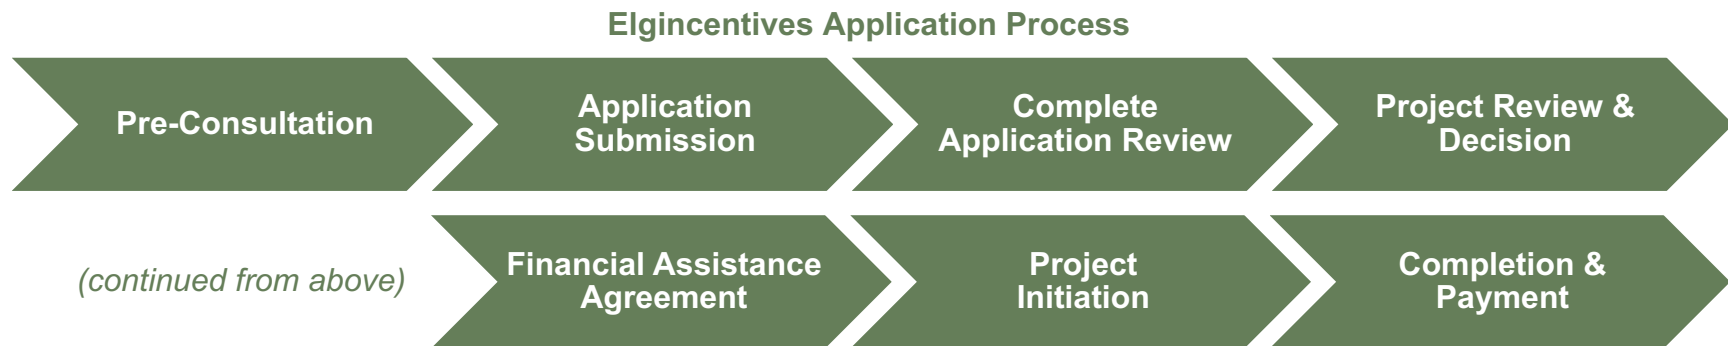 Elgincentives Application Process
Pre-Consultation
Application
Submission
Complete
Application Review
Project Review &
Decision
(continued from above)
Financial Assistance
Agreement
Project
Initiation
Completion &
Payment